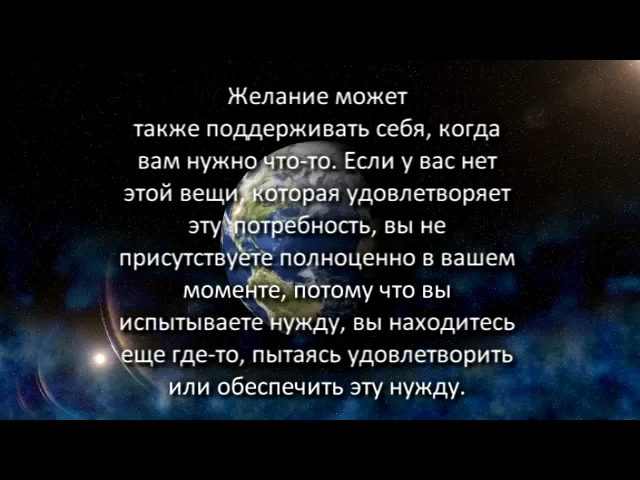 Желание может
также поддерживать себя, когда
вам нужно что-то. Если у вас нет
этой вещи, которая удовлетворяет
эту потребность, вы не
присутствуете полноценно в вашем
моменте, потому что вы
испытываете нужду, вы находитесь
еще где-то, пытаясь удовлетворить
или обеспечить эту нужду.